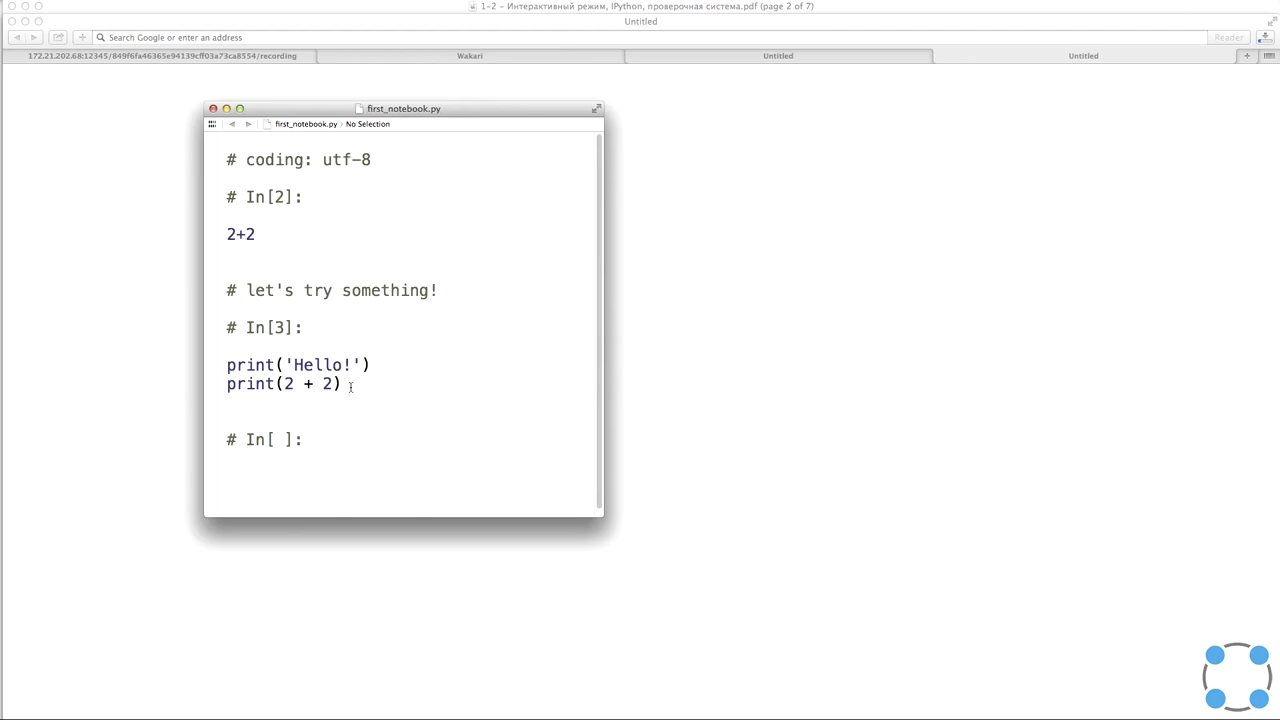 1-2 - Интерактивный режим, IPython, проверочная система.pdf (page 2 of 7)
Untitled
Search Google or enter an address
Reader
172.21.202.68:12345/849f6fa46365e94139cff03a73ca8554/recording
Wakari
Untitled
Untitled
first_notebook.py
first_notebook.py › No Selection
# coding: utf-8
# In[2]:
2+2
# let's try something!
# In[3]:
print('Hello!')
print(2 + 2)
# In[ ]: